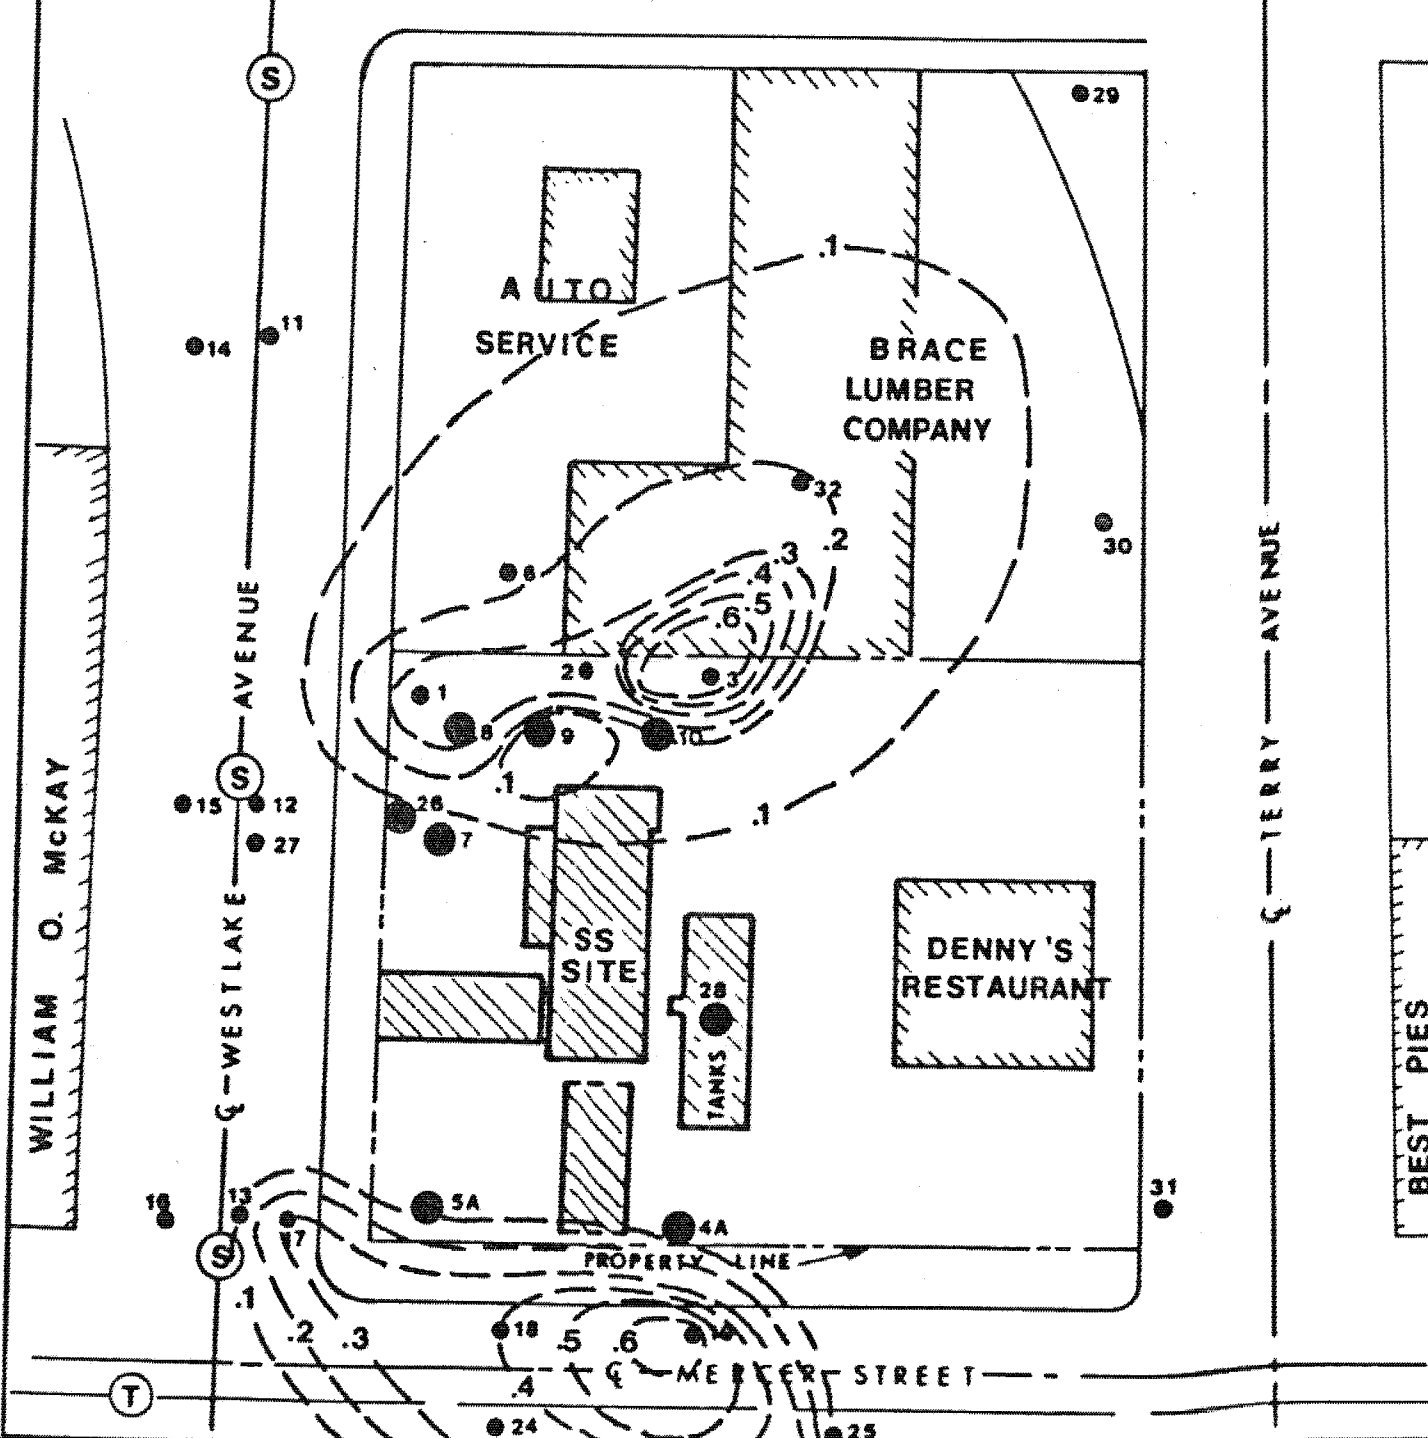 S
29
.1
AUTO
11
14
SERVICE
BRACE
LUMBER
COMPANY
32
.2
30
.3
6
.4
.5
.6
2
3
1
8
9
10
.1
AVENUE
S
15
12
26
.1
27
7
WILLIAM O. McKAY
℄ WESTLAKE
℄ TERRY AVENUE
SS
SITE
DENNY'S
RESTAURANT
28
TANKS
BEST PIES
16
13
17
5A
4A
31
S
PROPERTY LINE
.1
.2
.3
18
.5
.6
℄ MERCER STREET
T
.4
24
25